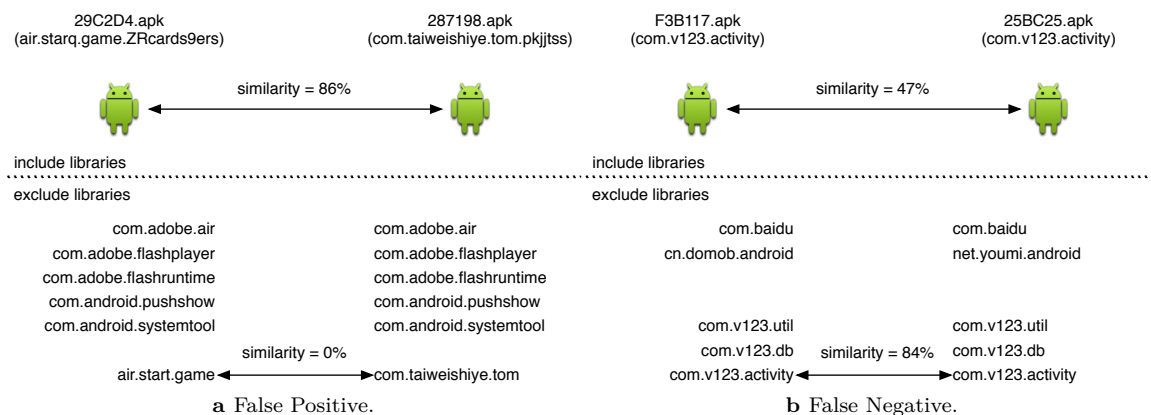 29C2D4.apk
(air.starq.game.ZRcards9ers)
287198.apk
(com.taiweishiye.tom.pkjjtss)
similarity = 86%
include libraries
exclude libraries
com.adobe.air
com.adobe.air
com.adobe.flashplayer
com.adobe.flashplayer
com.adobe.flashruntime
com.adobe.flashruntime
com.android.pushshow
com.android.pushshow
com.android.systemtool
com.android.systemtool
similarity = 0%
air.start.game
com.taiweishiye.tom
a False Positive.
F3B117.apk
(com.v123.activity)
25BC25.apk
(com.v123.activity)
similarity = 47%
include libraries
exclude libraries
com.baidu
com.baidu
cn.domob.android
net.youmi.android
com.v123.util
com.v123.util
com.v123.db
com.v123.db
similarity = 84%
com.v123.activity
com.v123.activity
b False Negative.